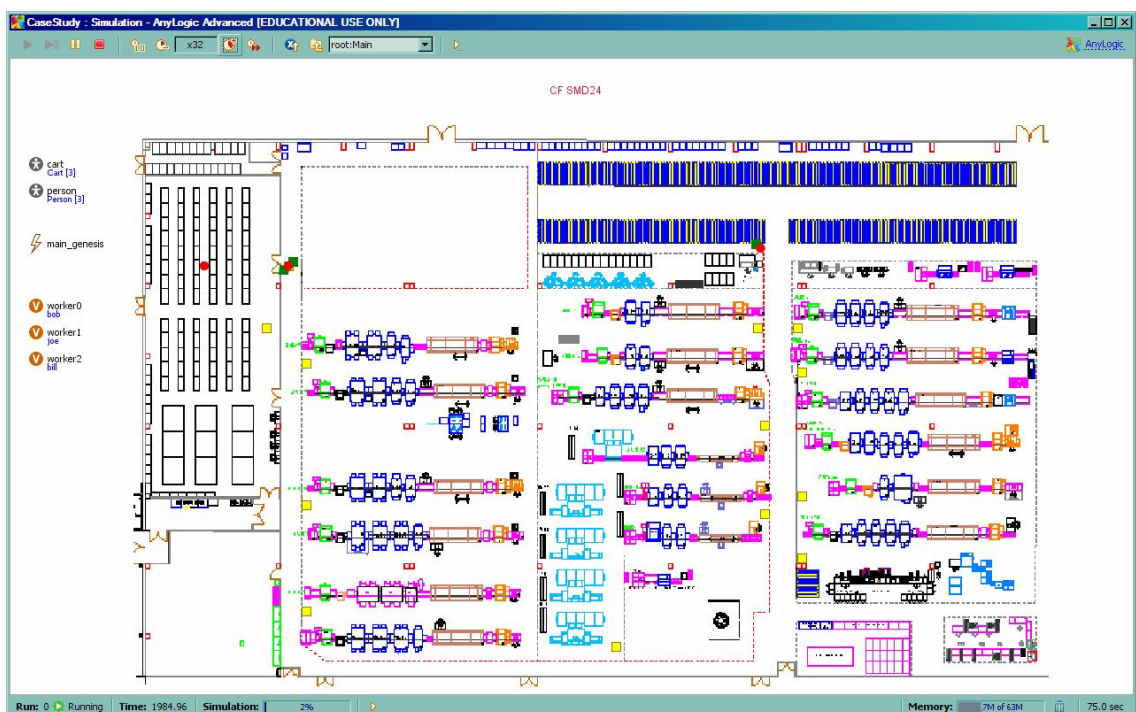 CaseStudy : Simulation - AnyLogic Advanced [EDUCATIONAL USE ONLY]
x32
root:Main
AnyLogic
CF SMD24
cart
Cart [3]
person
Person [3]
main_genesis
worker0
bob
worker1
joe
worker2
bill
Run: 0 Running Time: 1984.96 Simulation: 2% Memory: 7M of 63M 75.0 sec